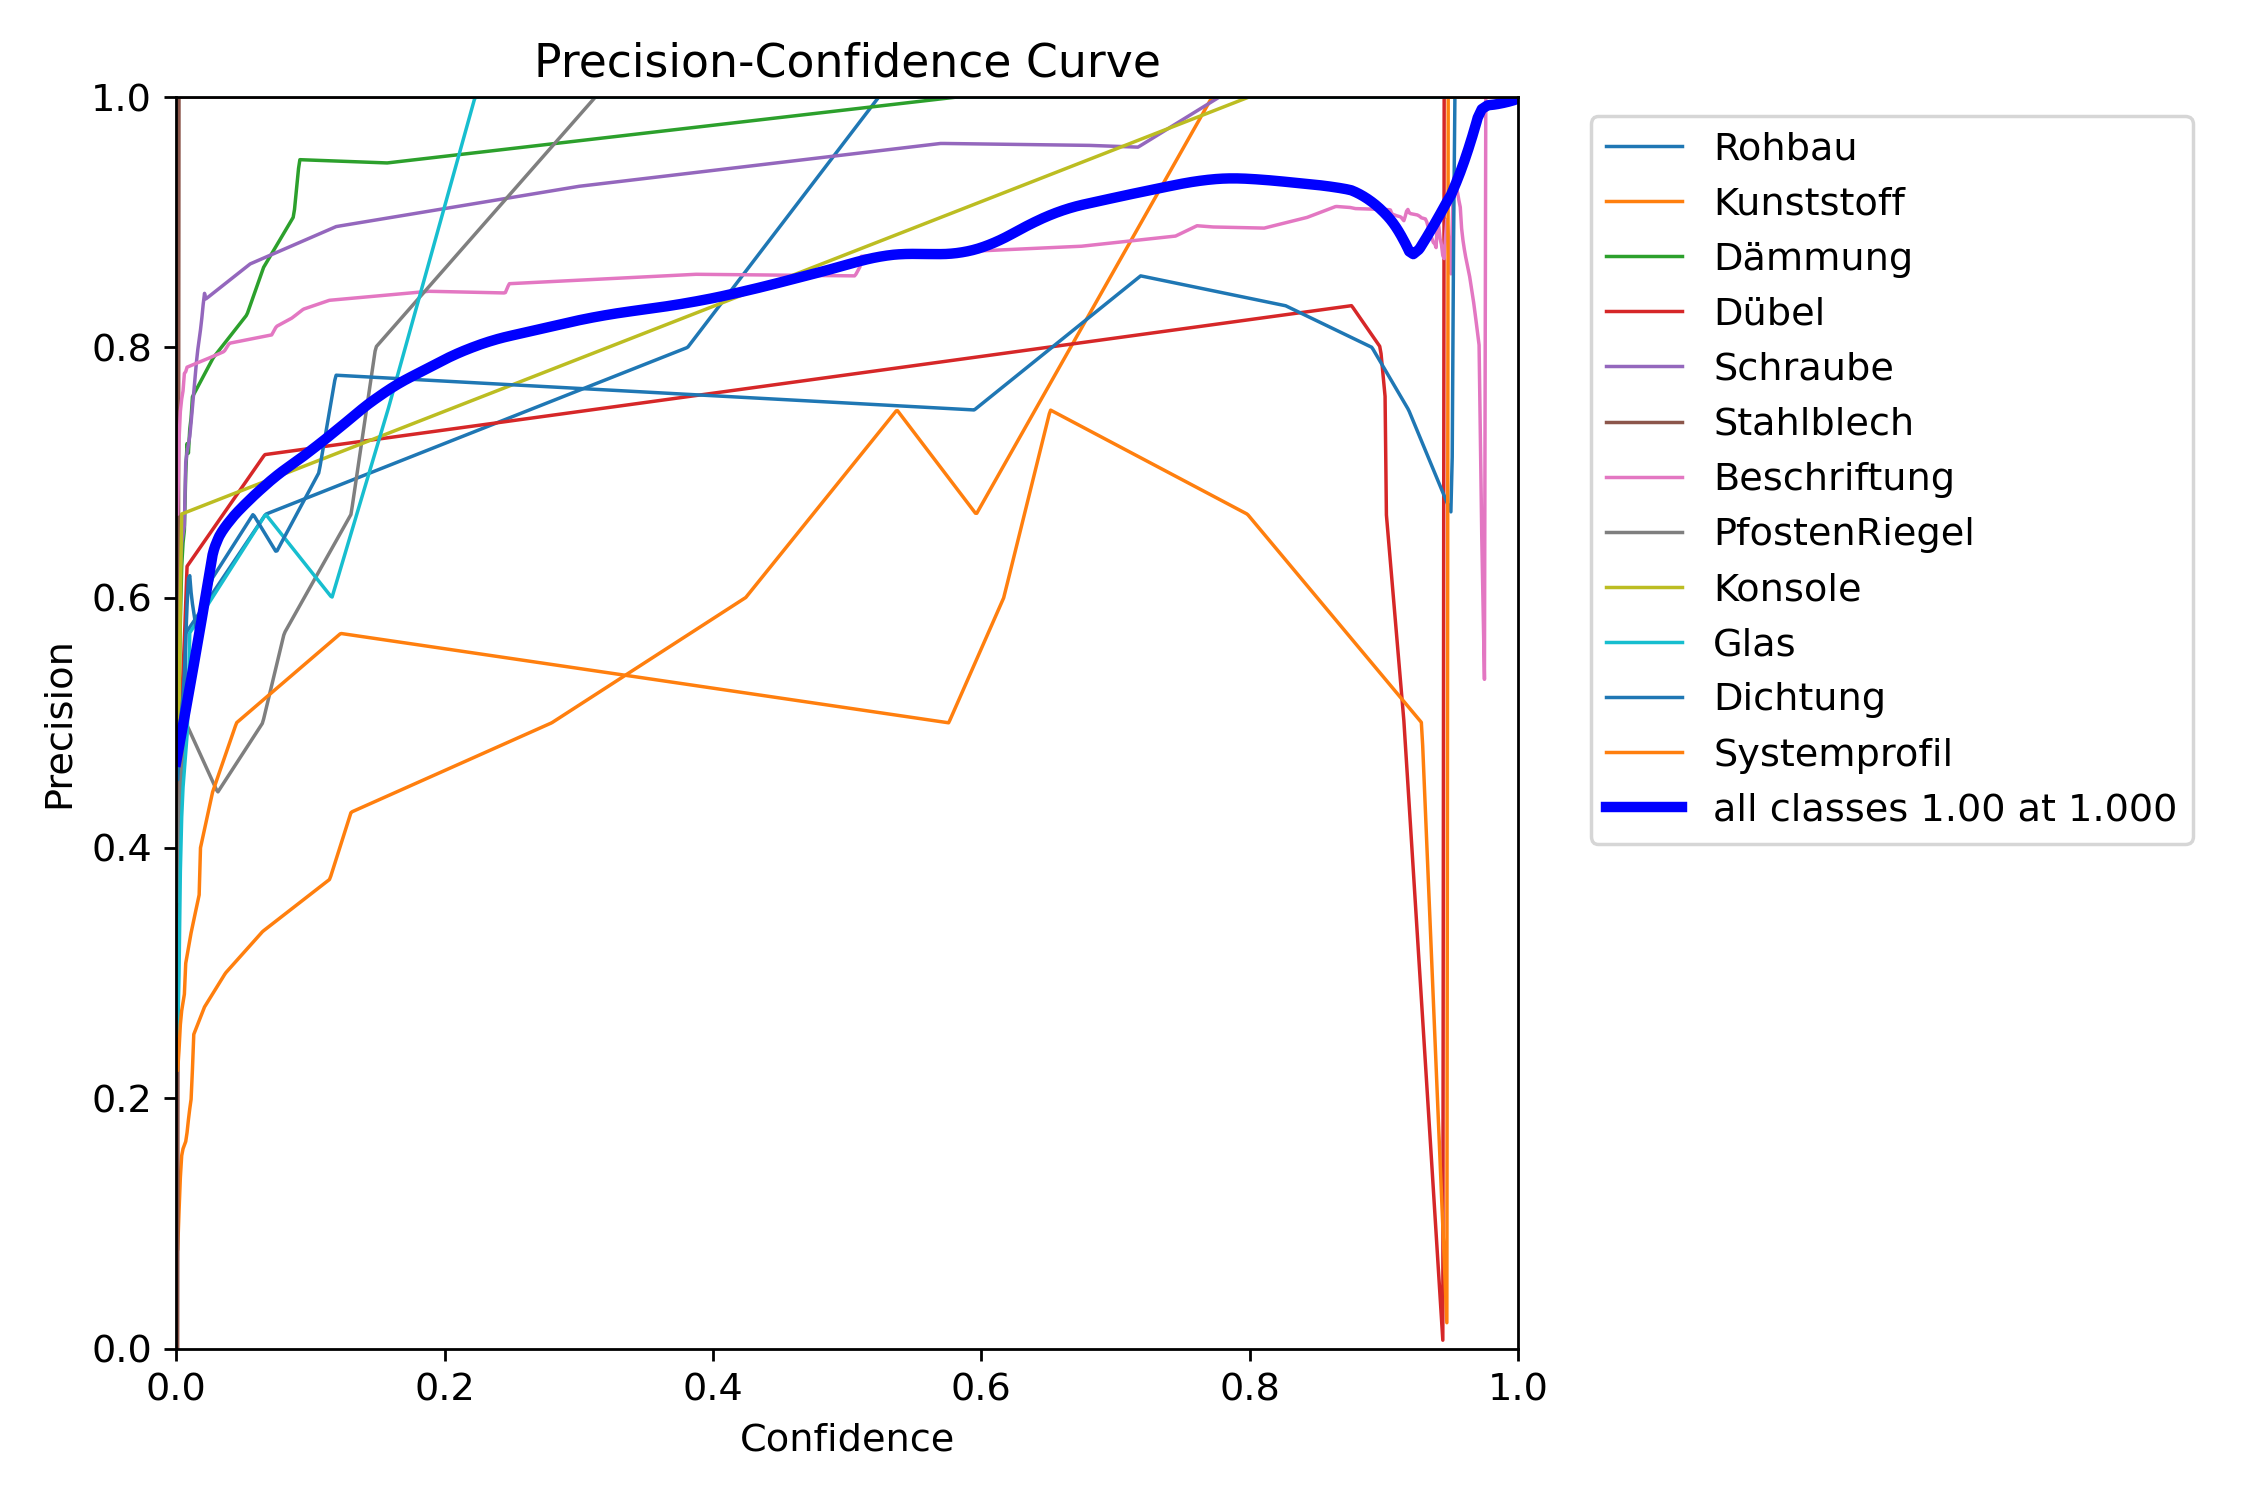 Precision-Confidence Curve
1.0
0.8
0.6
0.4
0.2
0.0
Precision
0.0 0.2 0.4 0.6 0.8 1.0
Confidence
Rohbau
Kunststoff
Dämmung
Dübel
Schraube
Stahlblech
Beschriftung
PfostenRiegel
Konsole
Glas
Dichtung
Systemprofil
all classes 1.00 at 1.000